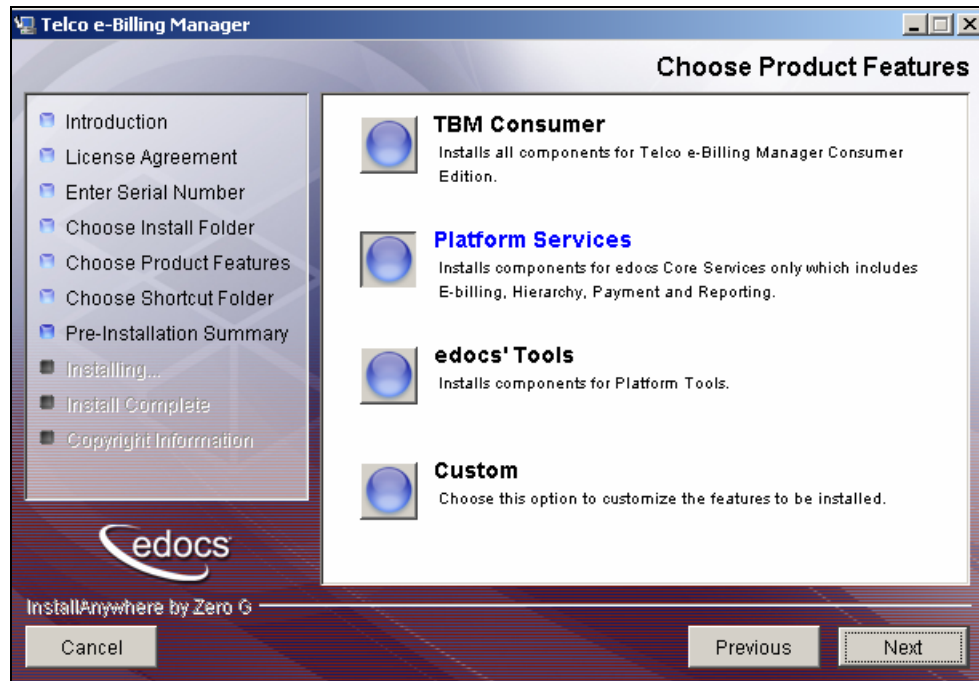 Telco e-Billing Manager
Choose Product Features
Introduction
License Agreement
Enter Serial Number
Choose Install Folder
Choose Product Features
Choose Shortcut Folder
Pre-Installation Summary
Installing...
Install Complete
Copyright Information
TBM Consumer
Installs all components for Telco e-Billing Manager Consumer
Edition.
Platform Services
Installs components for edocs Core Services only which includes
E-billing, Hierarchy, Payment and Reporting.
edocs' Tools
Installs components for Platform Tools.
Custom
Choose this option to customize the features to be installed.
edocs
InstallAnywhere by Zero G
Cancel
Previous
Next